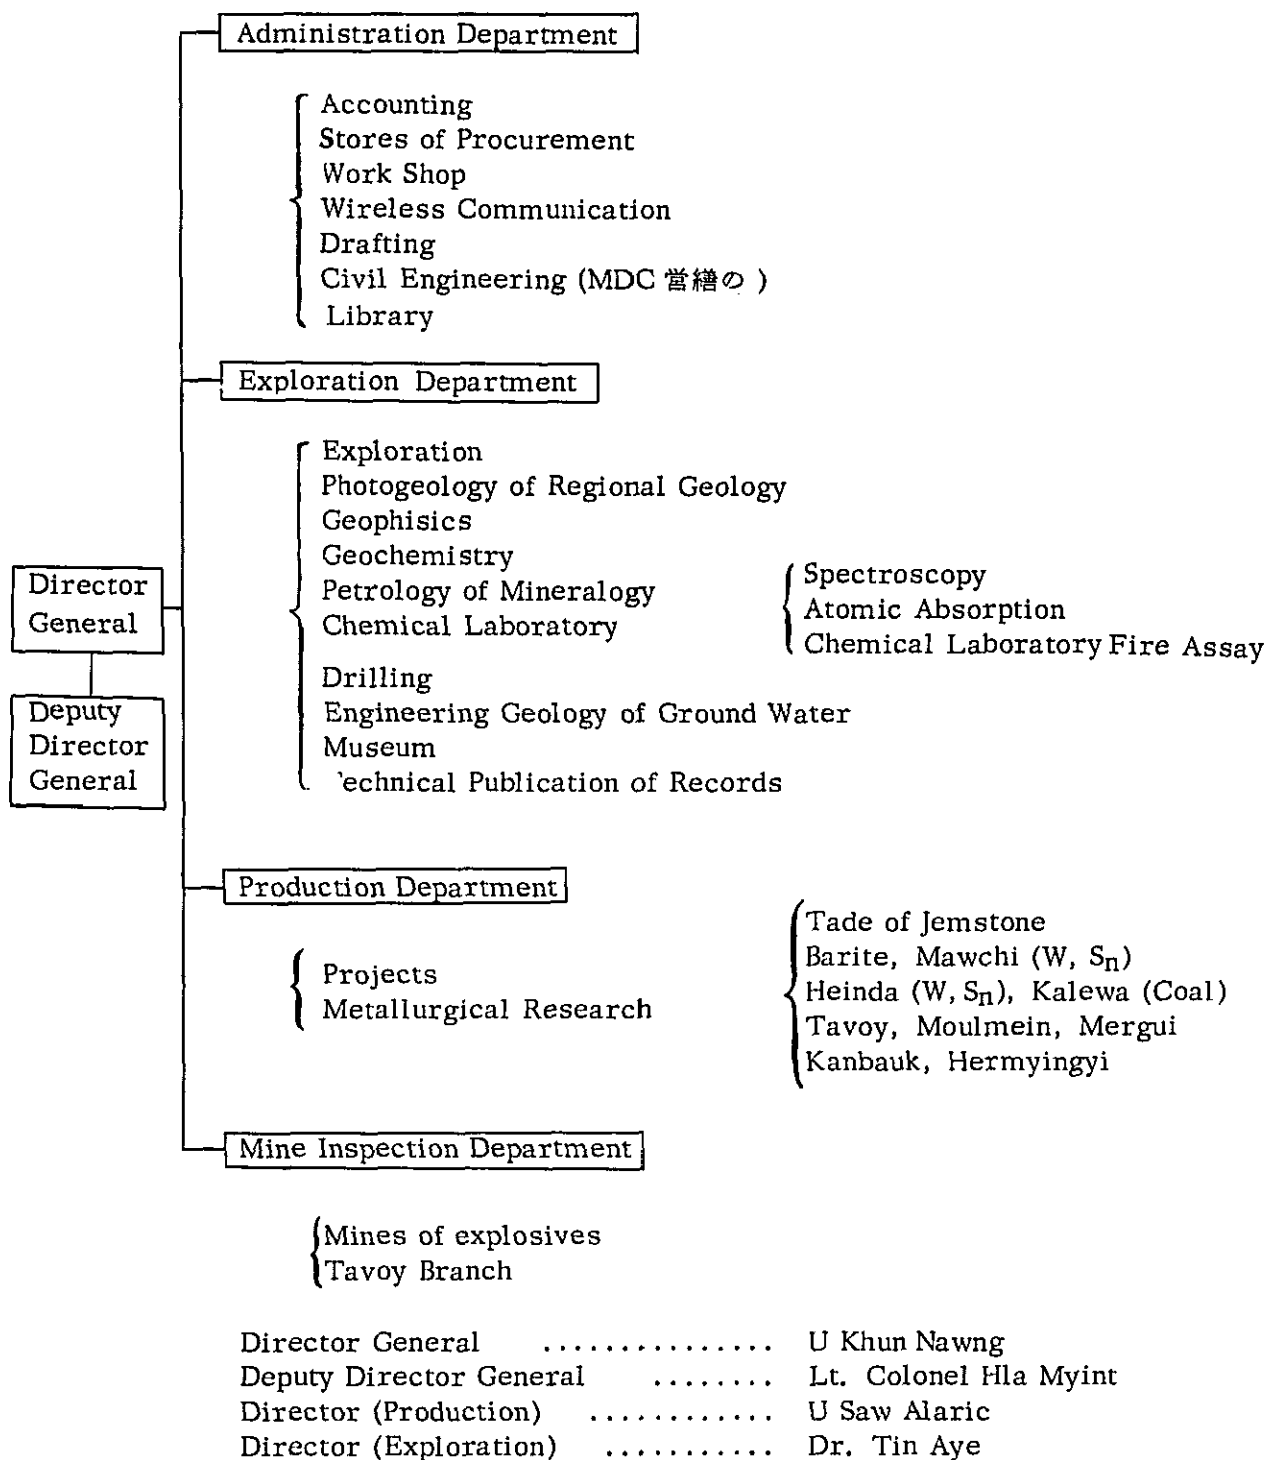 Administration Department
Accounting
Stores of Procurement
Work Shop
Wireless Communication
Drafting
Civil Engineering (MDC 営繕の )
Library
Exploration Department
Exploration
Photogeology of Regional Geology
Geophisics
Geochemistry
Petrology of Mineralogy
Chemical Laboratory
Spectroscopy
Atomic Absorption
Chemical Laboratory Fire Assay
Drilling
Engineering Geology of Ground Water
Museum
'echnical Publication of Records
Director
General
Deputy
Director
General
Production Department
Projects
Metallurgical Research
Tade of Jemstone
Barite, Mawchi (W, Sn)
Heinda (W, Sn), Kalewa (Coal)
Tavoy, Moulmein, Mergui
Kanbauk, Hermyingyi
Mine Inspection Department
Mines of explosives
Tavoy Branch
Director General ............... U Khun Nawng
Deputy Director General ........ Lt. Colonel Hla Myint
Director (Production) ............ U Saw Alaric
Director (Exploration) ........... Dr. Tin Aye